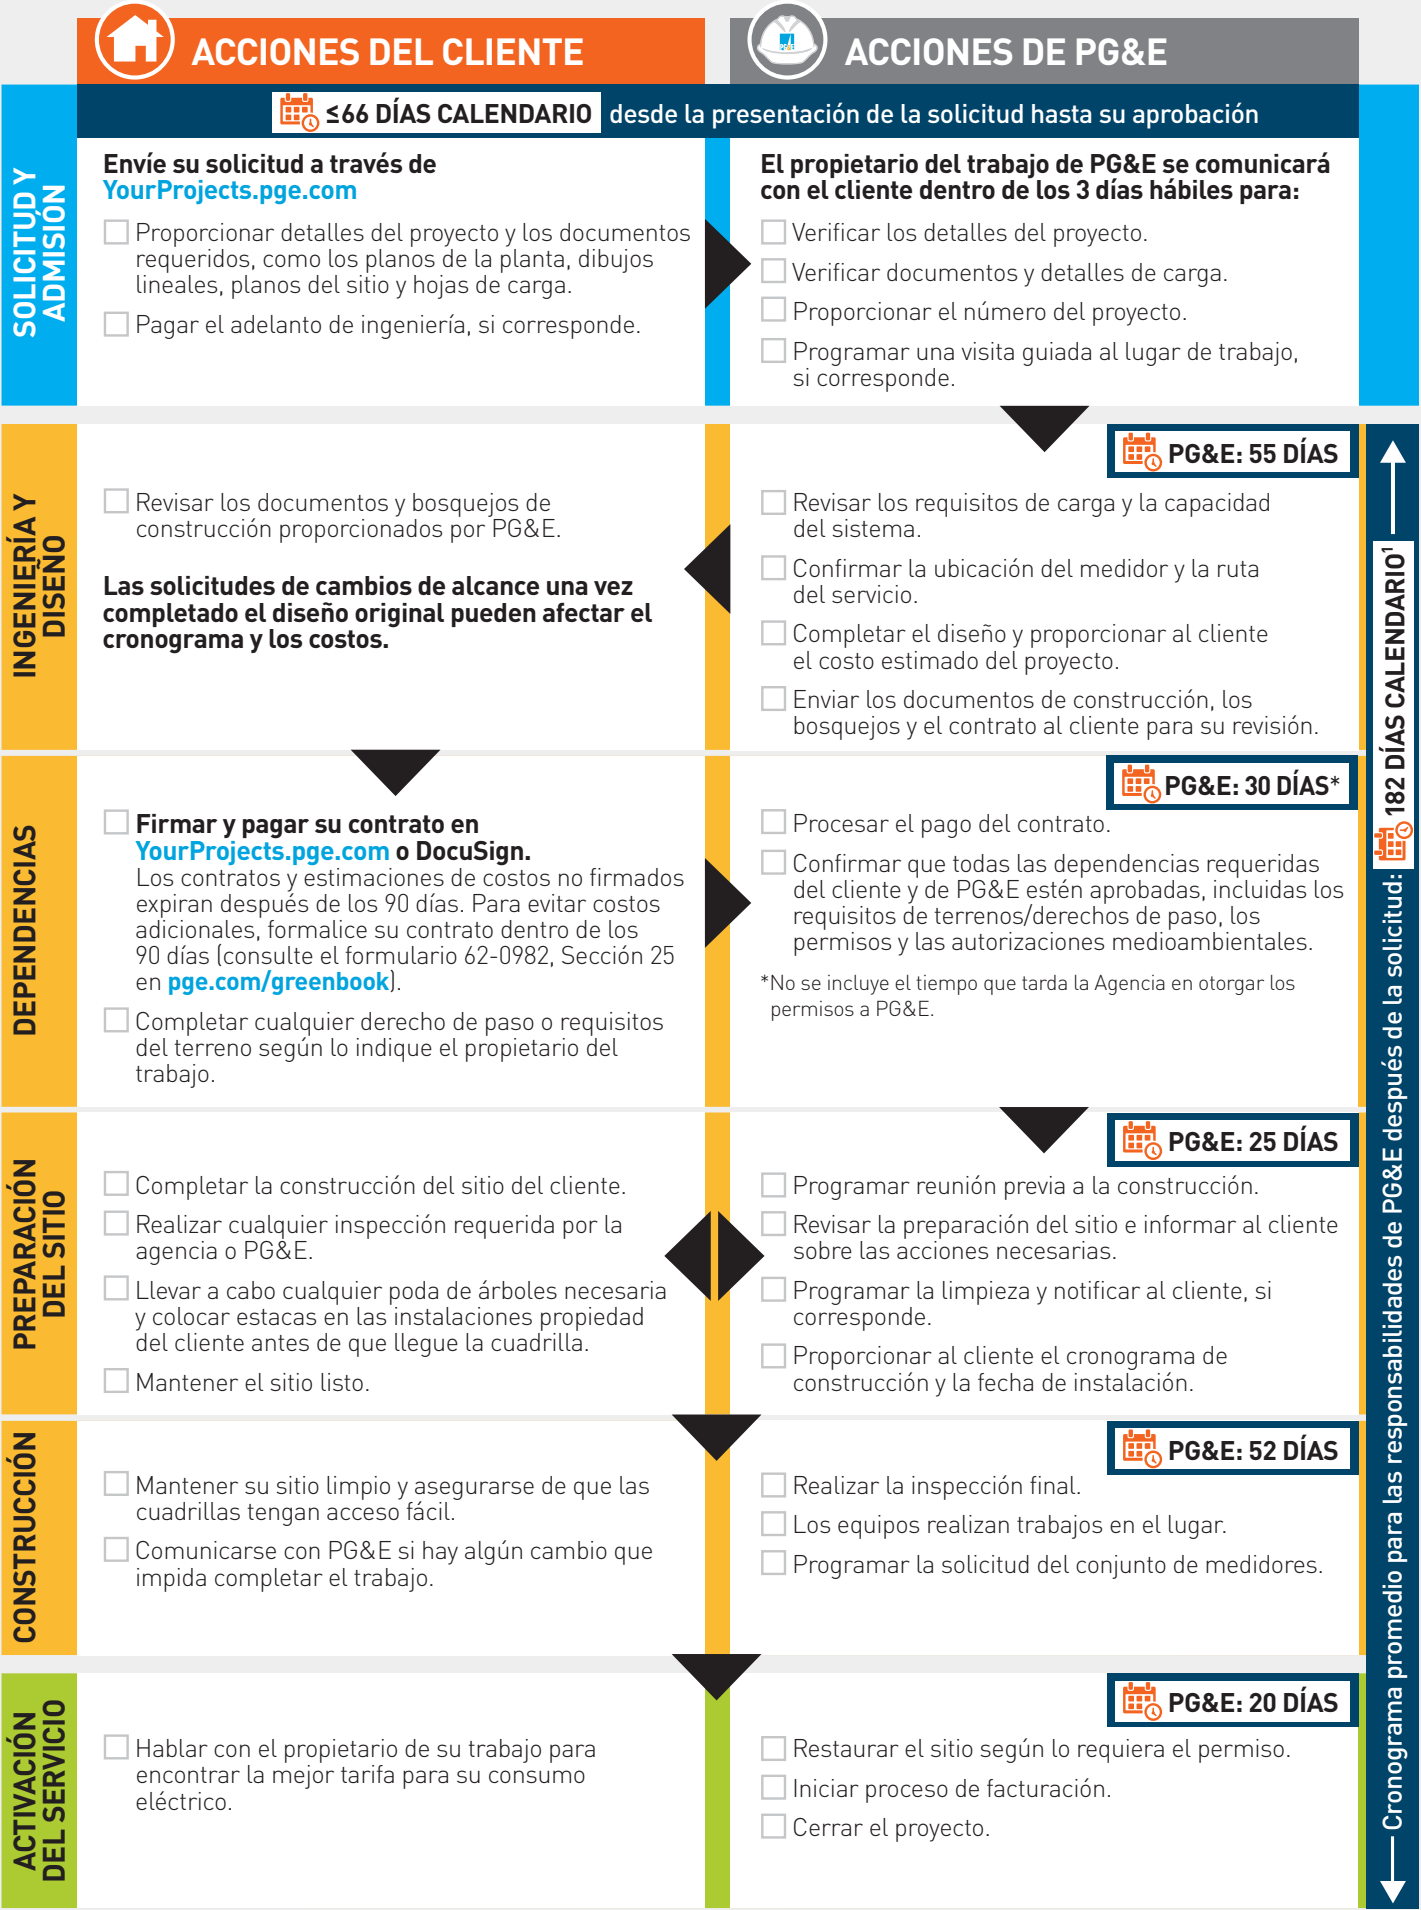 ACCIONES DEL CLIENTE
PG&E
ACCIONES DE PG&E
≤66 DÍAS CALENDARIO desde la presentación de la solicitud hasta su aprobación
SOLICITUD Y
ADMISIÓN
Envíe su solicitud a través de
YourProjects.pge.com
Proporcionar detalles del proyecto y los documentos
requeridos, como los planos de la planta, dibujos
lineales, planos del sitio y hojas de carga.
Pagar el adelanto de ingeniería, si corresponde.
El propietario del trabajo de PG&E se comunicará
con el cliente dentro de los 3 días hábiles para:
Verificar los detalles del proyecto.
Verificar documentos y detalles de carga.
Proporcionar el número del proyecto.
Programar una visita guiada al lugar de trabajo,
si corresponde.
INGENIERÍA Y
DISEÑO
Revisar los documentos y bosquejos de
construcción proporcionados por PG&E.
Las solicitudes de cambios de alcance una vez
completado el diseño original pueden afectar el
cronograma y los costos.
PG&E: 55 DÍAS
Revisar los requisitos de carga y la capacidad
del sistema.
Confirmar la ubicación del medidor y la ruta
del servicio.
Completar el diseño y proporcionar al cliente
el costo estimado del proyecto.
Enviar los documentos de construcción, los
bosquejos y el contrato al cliente para su revisión.
DEPENDENCIAS
Firmar y pagar su contrato en
YourProjects.pge.com o DocuSign.
Los contratos y estimaciones de costos no firmados
expiran después de los 90 días. Para evitar costos
adicionales, formalice su contrato dentro de los
90 días (consulte el formulario 62-0982, Sección 25
en pge.com/greenbook).
Completar cualquier derecho de paso o requisitos
del terreno según lo indique el propietario del
trabajo.
PG&E: 30 DÍAS*
Procesar el pago del contrato.
Confirmar que todas las dependencias requeridas
del cliente y de PG&E estén aprobadas, incluidas los
requisitos de terrenos/derechos de paso, los
permisos y las autorizaciones medioambientales.
*No se incluye el tiempo que tarda la Agencia en otorgar los
permisos a PG&E.
PREPARACIÓN
DEL SITIO
Completar la construcción del sitio del cliente.
Realizar cualquier inspección requerida por la
agencia o PG&E.
Llevar a cabo cualquier poda de árboles necesaria
y colocar estacas en las instalaciones propiedad
del cliente antes de que llegue la cuadrilla.
Mantener el sitio listo.
PG&E: 25 DÍAS
Programar reunión previa a la construcción.
Revisar la preparación del sitio e informar al cliente
sobre las acciones necesarias.
Programar la limpieza y notificar al cliente, si
corresponde.
Proporcionar al cliente el cronograma de
construcción y la fecha de instalación.
CONSTRUCCIÓN
Mantener su sitio limpio y asegurarse de que las
cuadrillas tengan acceso fácil.
Comunicarse con PG&E si hay algún cambio que
impida completar el trabajo.
PG&E: 52 DÍAS
Realizar la inspección final.
Los equipos realizan trabajos en el lugar.
Programar la solicitud del conjunto de medidores.
ACTIVACIÓN
DEL SERVICIO
Hablar con el propietario de su trabajo para
encontrar la mejor tarifa para su consumo
eléctrico.
PG&E: 20 DÍAS
Restaurar el sitio según lo requiera el permiso.
Iniciar proceso de facturación.
Cerrar el proyecto.
Cronograma promedio para las responsabilidades de PG&E después de la solicitud: 182 DÍAS CALENDARIO¹